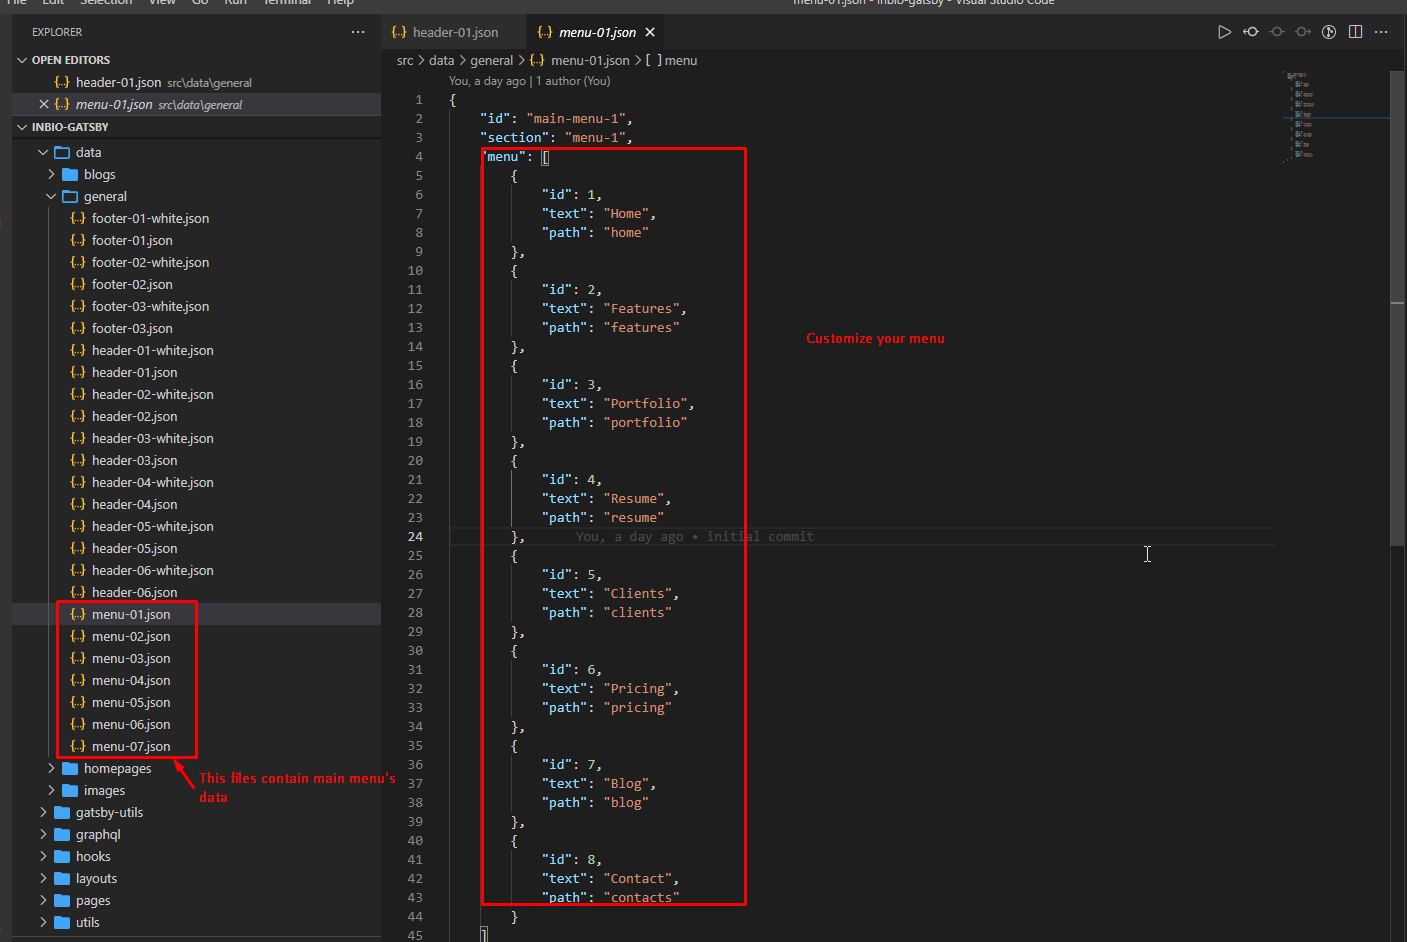 File Edit Selection View Go Run Terminal Help
menu-01.json - inbio-gatsby - Visual Studio Code
EXPLORER
OPEN EDITORS
header-01.json src\data\general
menu-01.json src\data\general
INBIO-GATSBY
data
blogs
general
footer-01-white.json
footer-01.json
footer-02-white.json
footer-02.json
footer-03-white.json
footer-03.json
header-01-white.json
header-01.json
header-02-white.json
header-02.json
header-03-white.json
header-03.json
header-04-white.json
header-04.json
header-05-white.json
header-05.json
header-06-white.json
header-06.json
menu-01.json
menu-02.json
menu-03.json
menu-04.json
menu-05.json
menu-06.json
menu-07.json
homepages
images
gatsby-utils
graphql
hooks
layouts
pages
utils
This files contain main menu's
data
header-01.json
menu-01.json
src > data > general > {..} menu-01.json > [ ] menu
You, a day ago | 1 author (You)
1 {
2 "id": "main-menu-1",
3 "section": "menu-1",
4 "menu": [
5 {
6 "id": 1,
7 "text": "Home",
8 "path": "home"
9 },
10 {
11 "id": 2,
12 "text": "Features",
13 "path": "features"
14 },
15 {
16 "id": 3,
17 "text": "Portfolio",
18 "path": "portfolio"
19 },
20 {
21 "id": 4,
22 "text": "Resume",
23 "path": "resume"
24 }, You, a day ago • initial commit
25 {
26 "id": 5,
27 "text": "Clients",
28 "path": "clients"
29 },
30 {
31 "id": 6,
32 "text": "Pricing",
33 "path": "pricing"
34 },
35 {
36 "id": 7,
37 "text": "Blog",
38 "path": "blog"
39 },
40 {
41 "id": 8,
42 "text": "Contact",
43 "path": "contacts"
44 }
45 ]
Customize your menu